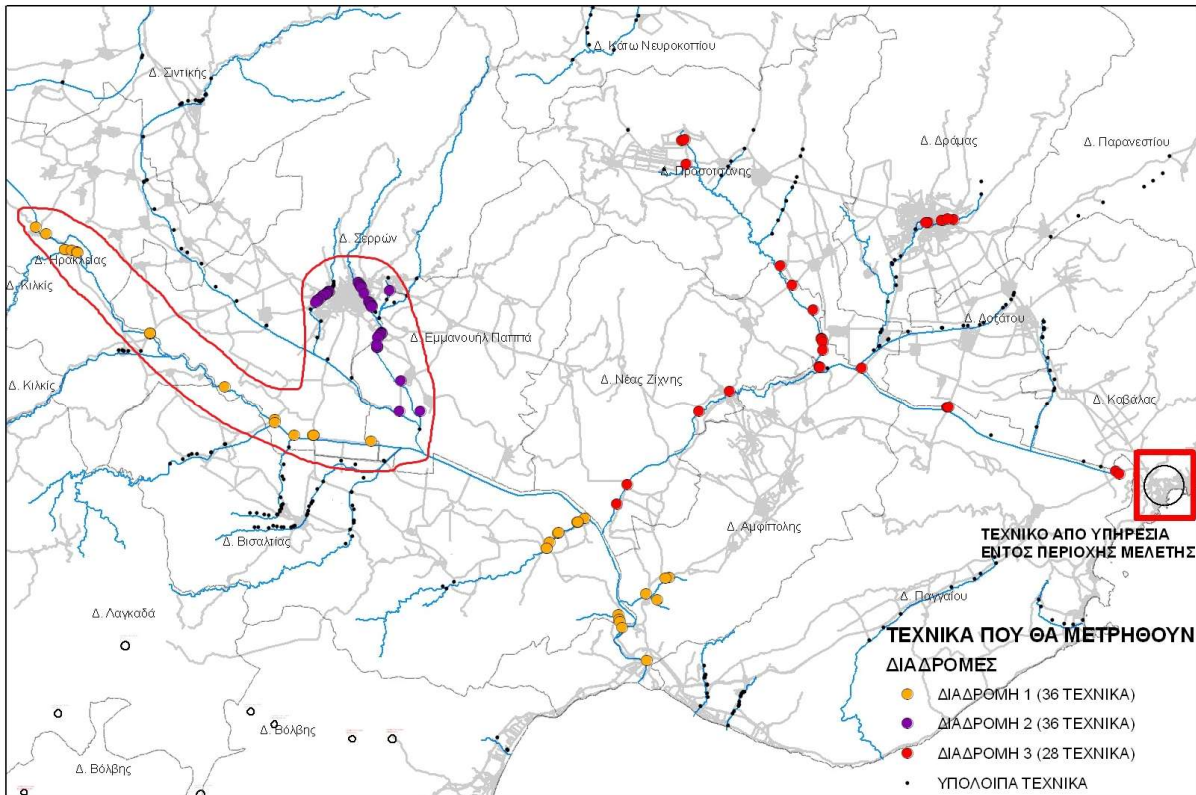 Δ. Κάτω Νευροκοπίου
Δ. Σιντικής
Δ. Δράμας
Δ. Παρανεστίου
Δ. Προσοτσάνης
Δ. Σερρών
Δ. Ηρακλείας
Δ. Κιλκίς
Δ. Εμμανουήλ Παππά
Δ. Δοξάτου
Δ. Κιλκίς
Δ. Νέας Ζίχνης
Δ. Καβάλας
Δ. Αμφίπολης
ΤΕΧΝΙΚΟ ΑΠΟ ΥΠΗΡΕΣΙΑ
ΕΝΤΟΣ ΠΕΡΙΟΧΗΣ ΜΕΛΕΤΗΣ
Δ. Βισαλτίας
Δ. Παγγαίου
Δ. Λαγκαδά
ΤΕΧΝΙΚΑ ΠΟΥ ΘΑ ΜΕΤΡΗΘΟΥΝ
ΔΙΑΔΡΟΜΕΣ
ΔΙΑΔΡΟΜΗ 1 (36 ΤΕΧΝΙΚΑ)
ΔΙΑΔΡΟΜΗ 2 (36 ΤΕΧΝΙΚΑ)
ΔΙΑΔΡΟΜΗ 3 (28 ΤΕΧΝΙΚΑ)
ΥΠΟΛΟΙΠΑ ΤΕΧΝΙΚΑ
Δ. Βόλβης
Δ. Βόλβης